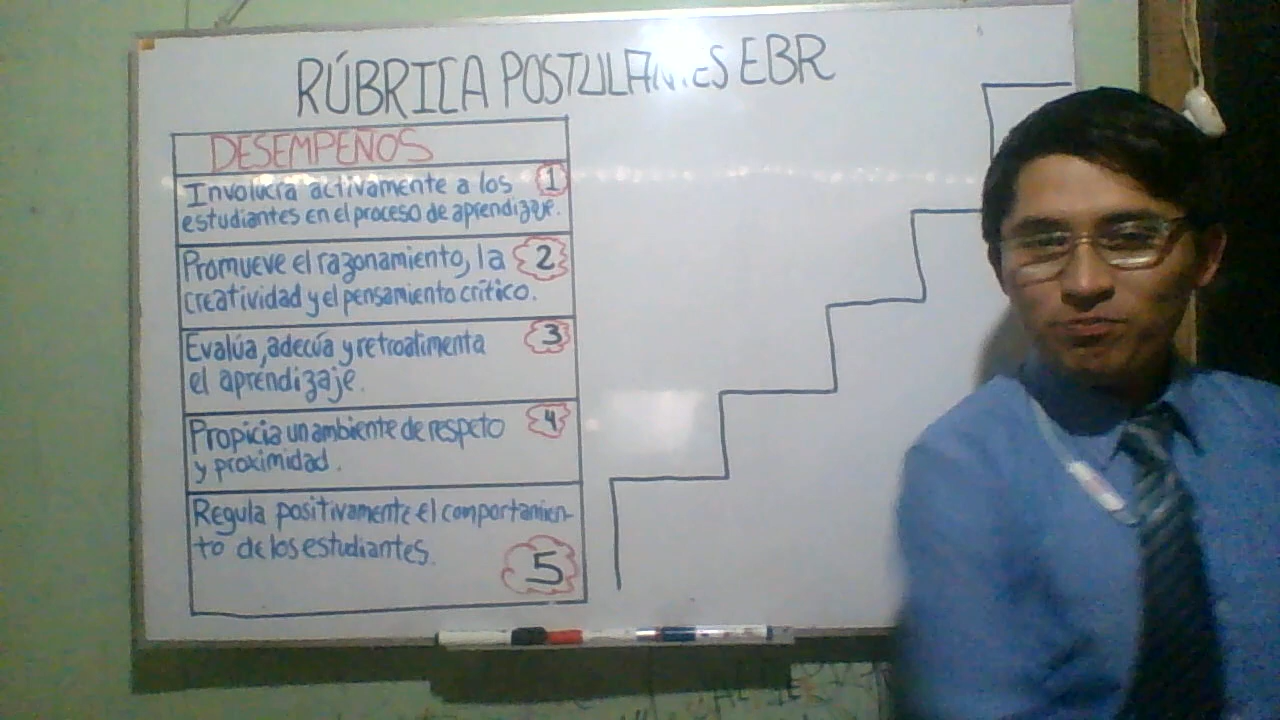 RÚBRICA POSTULANTES EBR
DESEMPEÑOS
Involucra activamente a los 1
estudiantes en el proceso de aprendizaje.
Promueve el razonamiento, la 2
creatividad y el pensamiento crítico.
Evalúa, adecúa y retroalimenta 3
el aprendizaje.
Propicia un ambiente de respeto 4
y proximidad.
Regula positivamente el comportamien-
to de los estudiantes.
5